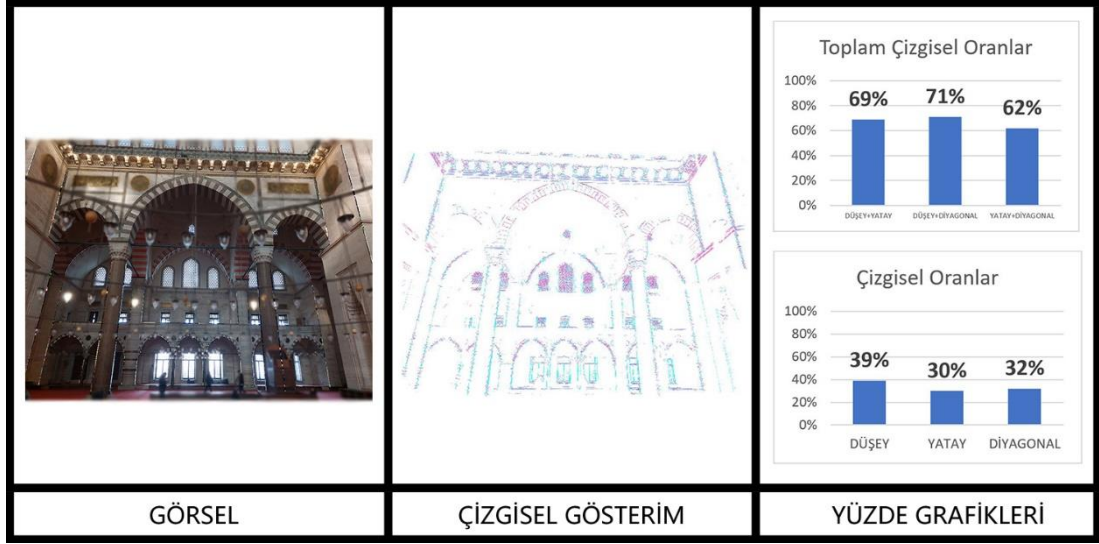 Toplam Çizgisel Oranlar
100%
80%
60%
40%
20%
0%
69%
71%
62%
DÜŞEY+YATAY
DÜŞEY+DİYAGONAL
YATAY+DİYAGONAL
Çizgisel Oranlar
100%
80%
60%
40%
20%
0%
39%
30%
32%
DÜŞEY
YATAY
DİYAGONAL
GÖRSEL
ÇİZGİSEL GÖSTERİM
YÜZDE GRAFİKLERİ